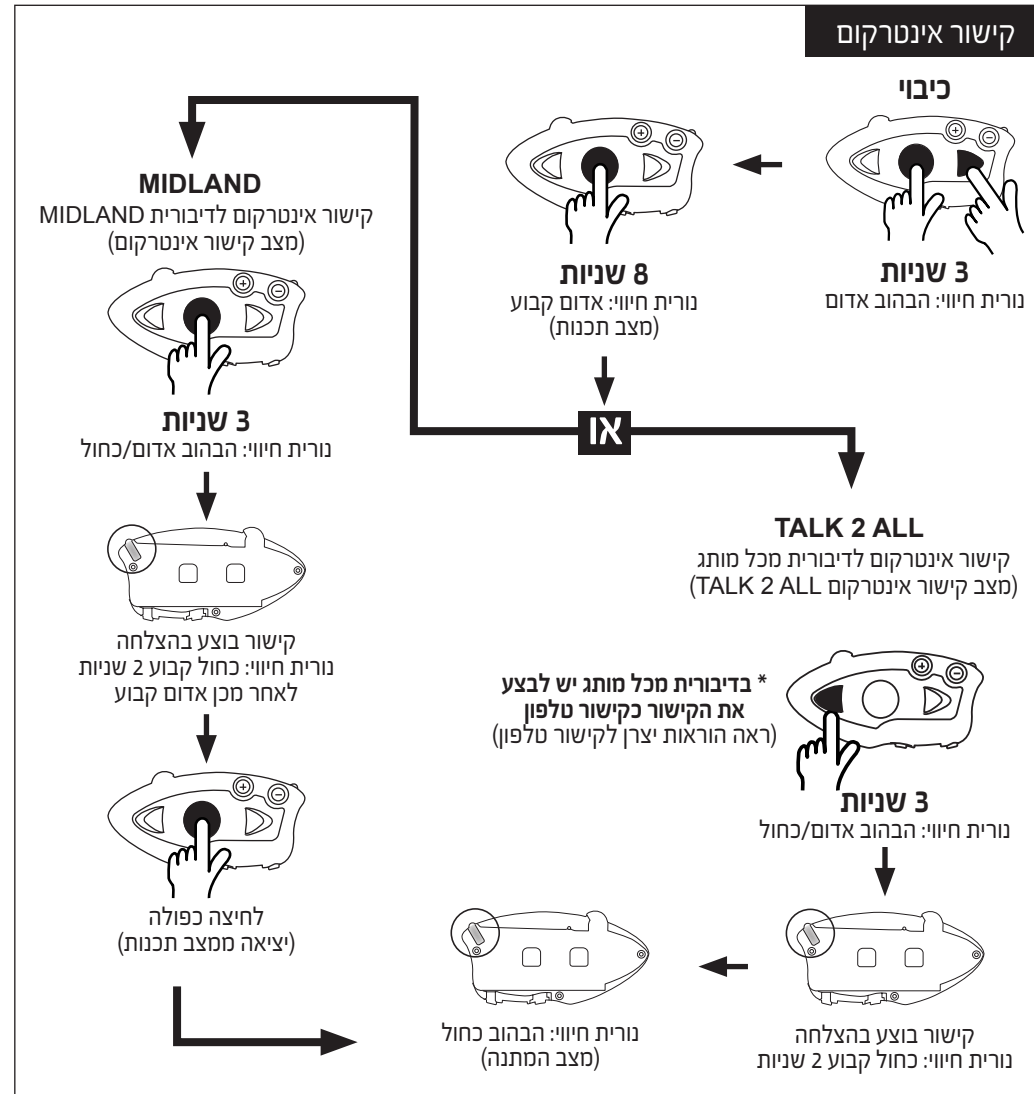 קישור אינטרקום
כיבוי
3 שניות
נורית חיווי: הבהוב אדום
8 שניות
נורית חיווי: אדום קבוע
(מצב תכנות)
או
MIDLAND
קישור אינטרקום לדיבורית MIDLAND
(מצב קישור אינטרקום)
3 שניות
נורית חיווי: הבהוב אדום/כחול
קישור בוצע בהצלחה
נורית חיווי: כחול קבוע 2 שניות
לאחר מכן אדום קבוע
לחיצה כפולה
(יציאה ממצב תכנות)
TALK 2 ALL
קישור אינטרקום לדיבורית מכל מותג
(מצב קישור אינטרקום TALK 2 ALL)
* בדיבורית מכל מותג יש לבצע
את הקישור כקישור טלפון
(ראה הוראות יצרן לקישור טלפון)
3 שניות
נורית חיווי: הבהוב אדום/כחול
קישור בוצע בהצלחה
נורית חיווי: כחול קבוע 2 שניות
נורית חיווי: הבהוב כחול
(מצב המתנה)